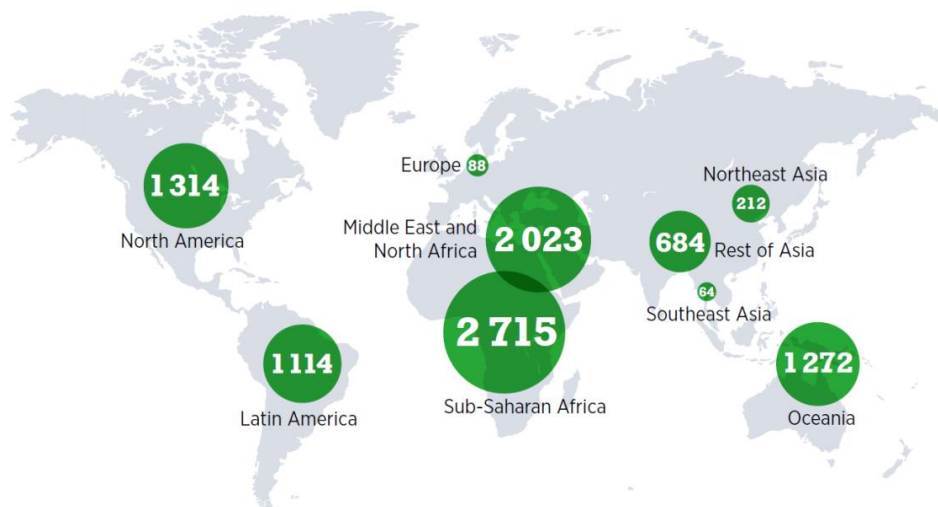 Europe 88
1 314
North America
Northeast Asia
212
Middle East and
North Africa
2 023
684
Rest of Asia
64
Southeast Asia
2 715
Sub-Saharan Africa
1 114
Latin America
1 272
Oceania